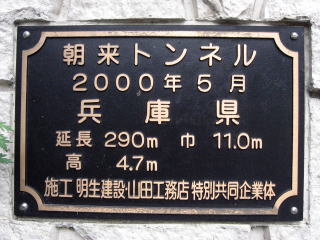 朝来トンネル
2000年5月
兵庫県
延長 290m 巾 11.0m
高 4.7m
施工 明生建設・山田工務店 特別共同企業体